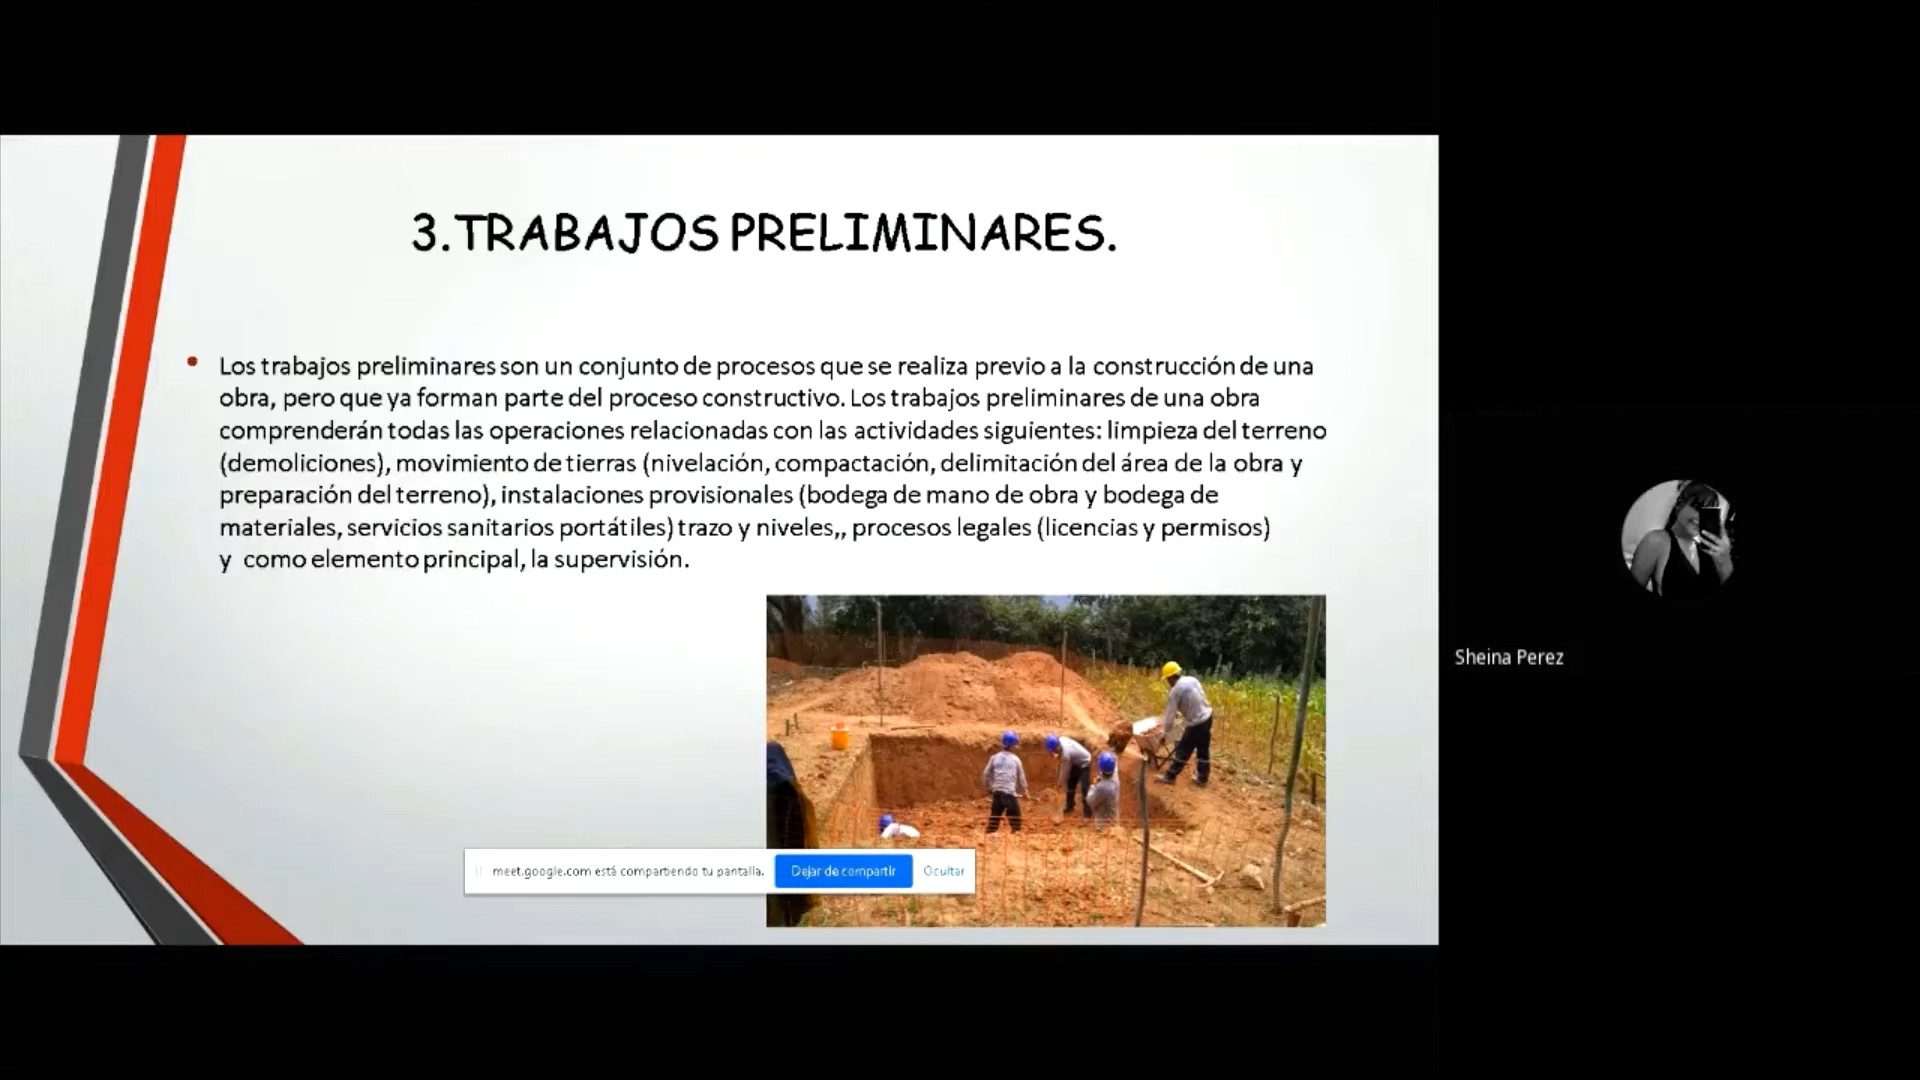 3.TRABAJOS PRELIMINARES.
• Los trabajos preliminares son un conjunto de procesos que se realiza previo a la construcción de una
obra, pero que ya forman parte del proceso constructivo. Los trabajos preliminares de una obra
comprenderán todas las operaciones relacionadas con las actividades siguientes: limpieza del terreno
(demoliciones), movimiento de tierras (nivelación, compactación, delimitación del área de la obra y
preparación del terreno), instalaciones provisionales (bodega de mano de obra y bodega de
materiales, servicios sanitarios portátiles) trazo y niveles,, procesos legales (licencias y permisos)
y como elemento principal, la supervisión.
Sheina Perez
meet.google.com está compartiendo tu pantalla. Dejar de compartir Ocultar